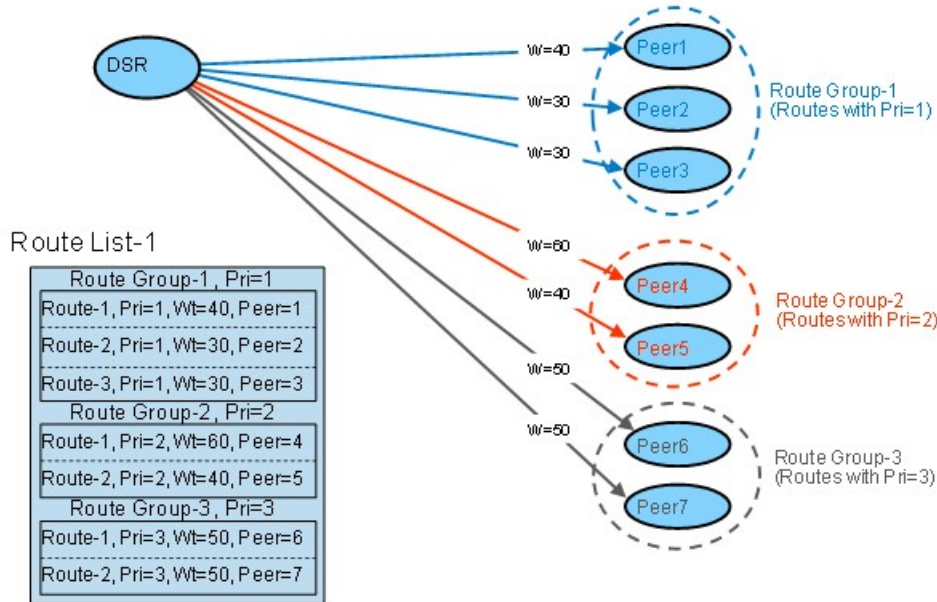 DSR
W=40
W=30
W=30
W=60
W=40
W=50
W=50
Peer1
Peer2
Peer3
Route Group-1
(Routes with Pri=1)
Peer4
Peer5
Route Group-2
(Routes with Pri=2)
Peer6
Peer7
Route Group-3
(Routes with Pri=3)
Route List-1
Route Group-1, Pri=1
Route-1, Pri=1, Wt=40, Peer=1
Route-2, Pri=1, Wt=30, Peer=2
Route-3, Pri=1, Wt=30, Peer=3
Route Group-2, Pri=2
Route-1, Pri=2, Wt=60, Peer=4
Route-2, Pri=2, Wt=40, Peer=5
Route Group-3, Pri=3
Route-1, Pri=3, Wt=50, Peer=6
Route-2, Pri=3, Wt=50, Peer=7